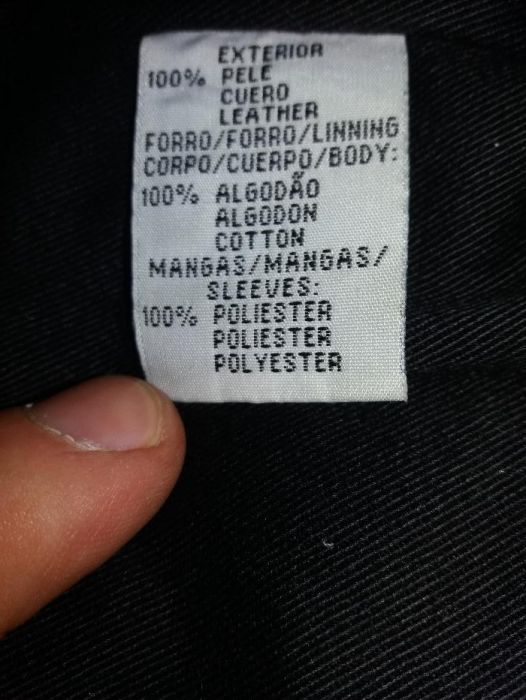 EXTERIOR
100% PELE
CUERO
LEATHER
FORRO/FORRO/LINNING
CORPO/CUERPO/BODY:
100% ALGODÃO
ALGODON
COTTON
MANGAS/MANGAS/
SLEEVES:
100% POLIESTER
POLIESTER
POLYESTER